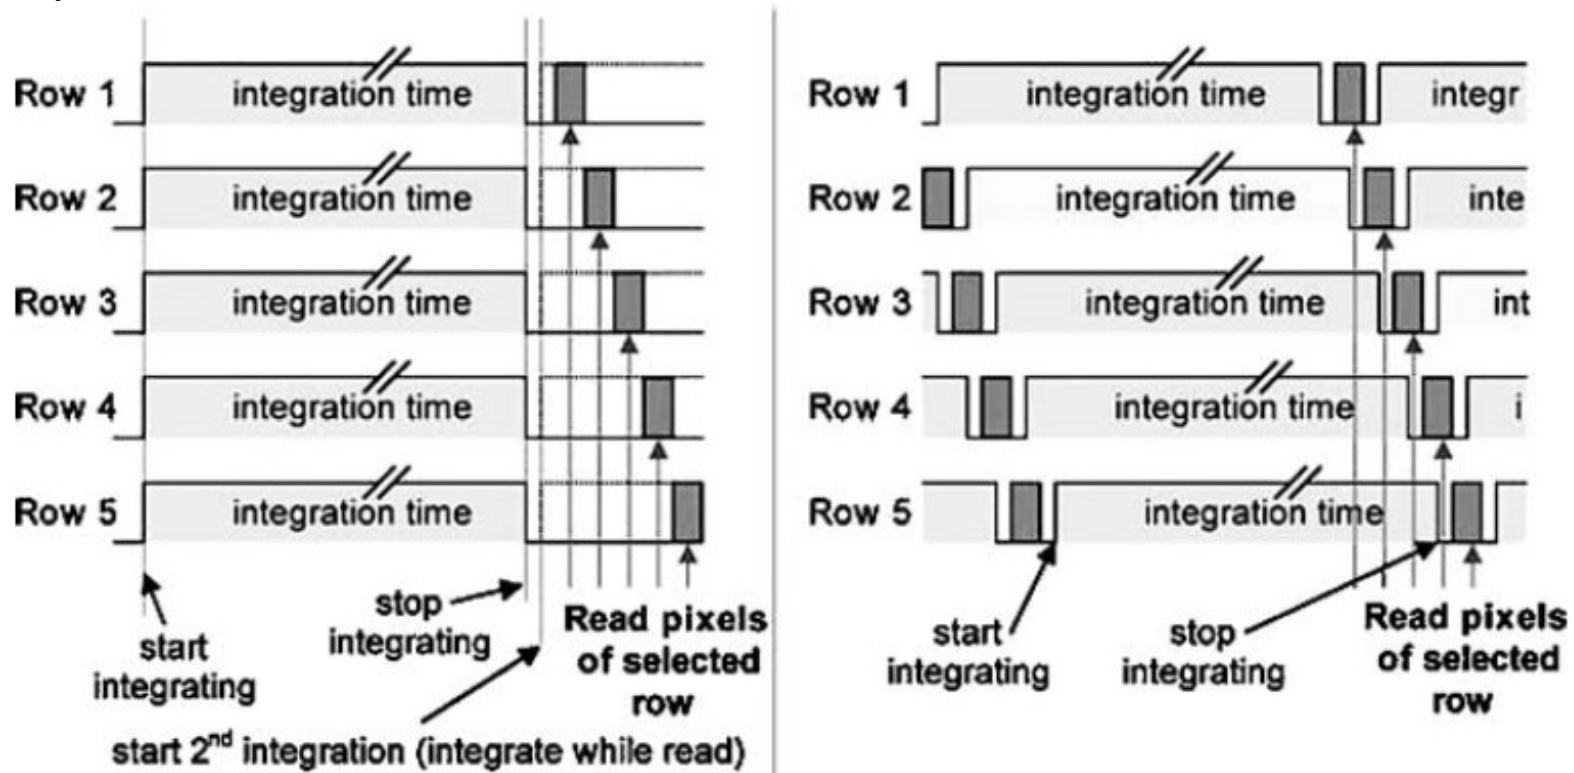 Row 1
integration time
Row 2
integration time
Row 3
integration time
Row 4
integration time
Row 5
integration time
start
integrating
stop
integrating
Read pixels
of selected
row
start 2nd integration (integrate while read)
Row 1
integration time
integr
Row 2
integration time
inte
Row 3
integration time
int
Row 4
integration time
i
Row 5
integration time
start
integrating
stop
integrating
Read pixels
of selected
row